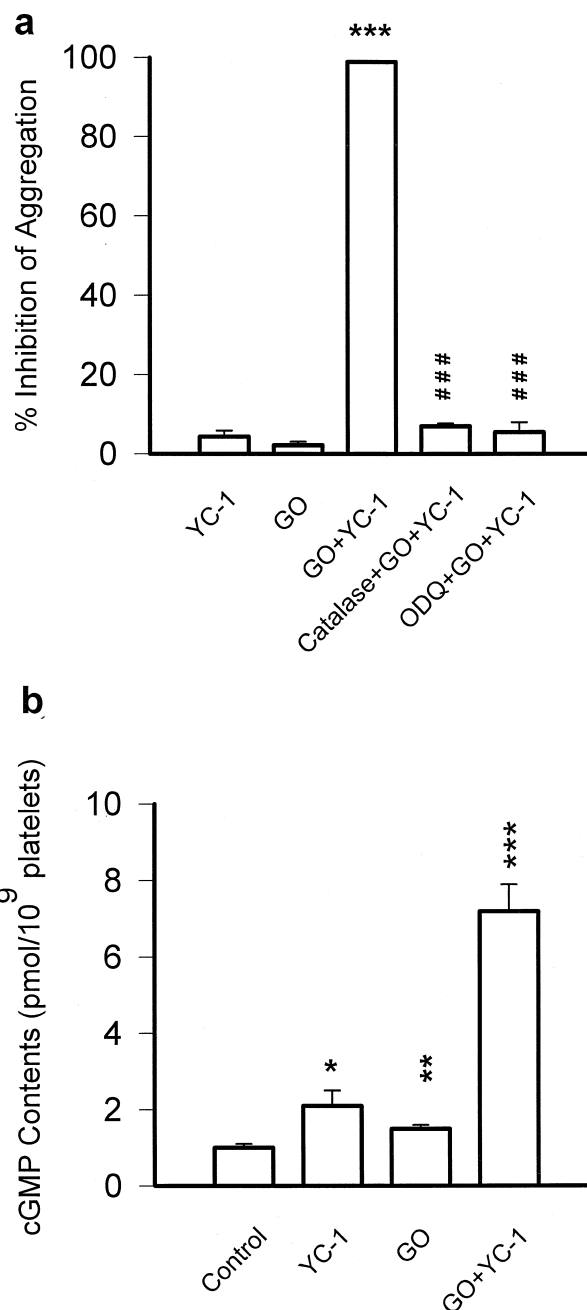 a
% Inhibition of Aggregation
100
80
60
40
20
0
***
###
###
YC-1
GO
GO+YC-1
Catalase+GO+YC-1
ODQ+GO+YC-1
b
cGMP Contents (pmol/10⁹ platelets)
10
8
6
4
2
0
*
**
***
Control
YC-1
GO
GO+YC-1